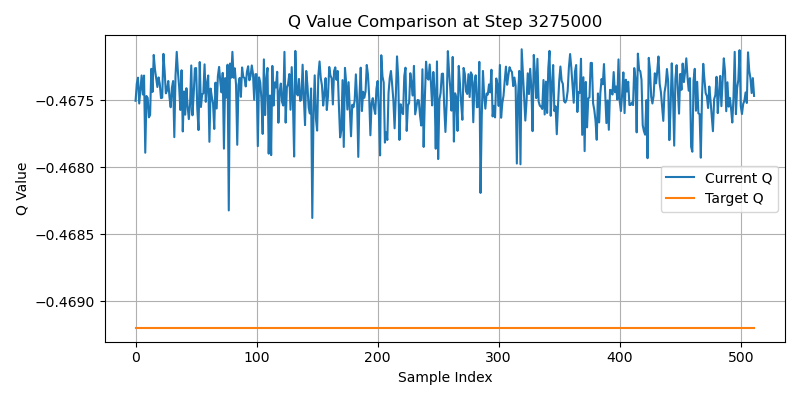 Q Value Comparison at Step 3275000
Q Value
−0.4675
−0.4680
−0.4685
−0.4690
Current Q
Target Q
0 100 200 300 400 500
Sample Index